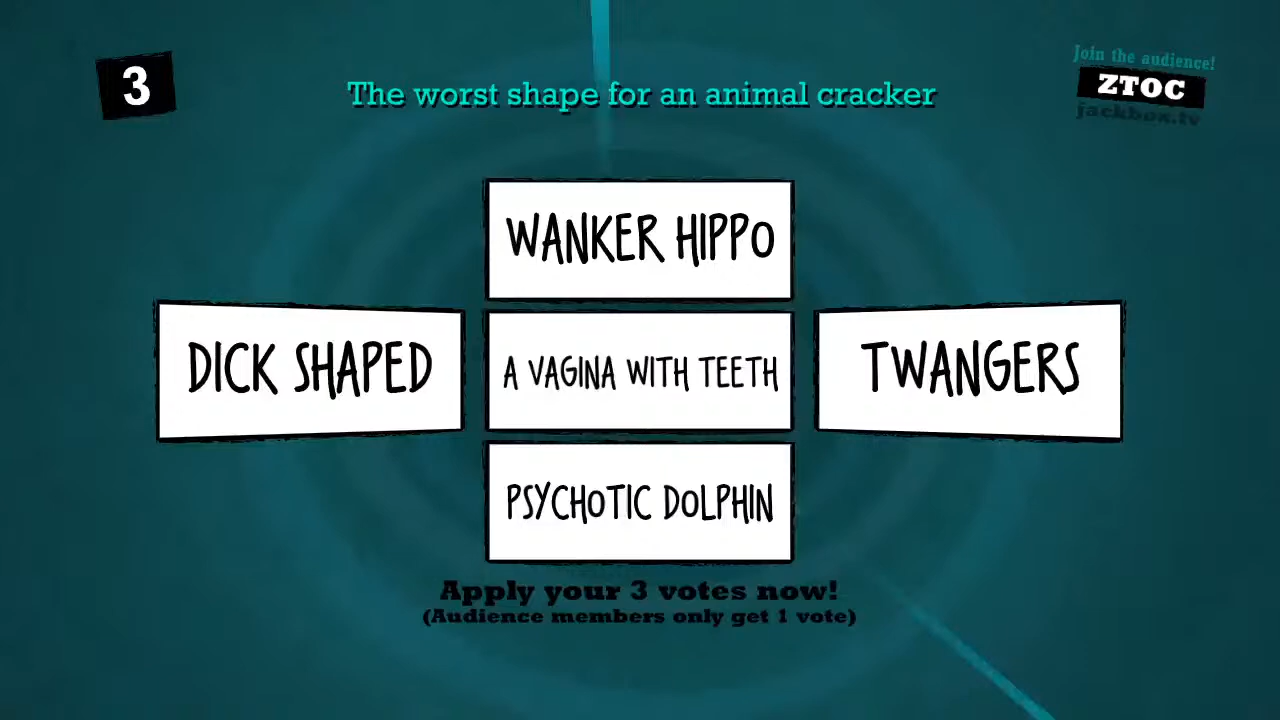 3
The worst shape for an animal cracker
Join the audience!
ZTOC
jackbox.tv
WANKER HIPPO
DICK SHAPED
A VAGINA WITH TEETH
TWANGERS
PSYCHOTIC DOLPHIN
Apply your 3 votes now!
(Audience members only get 1 vote)